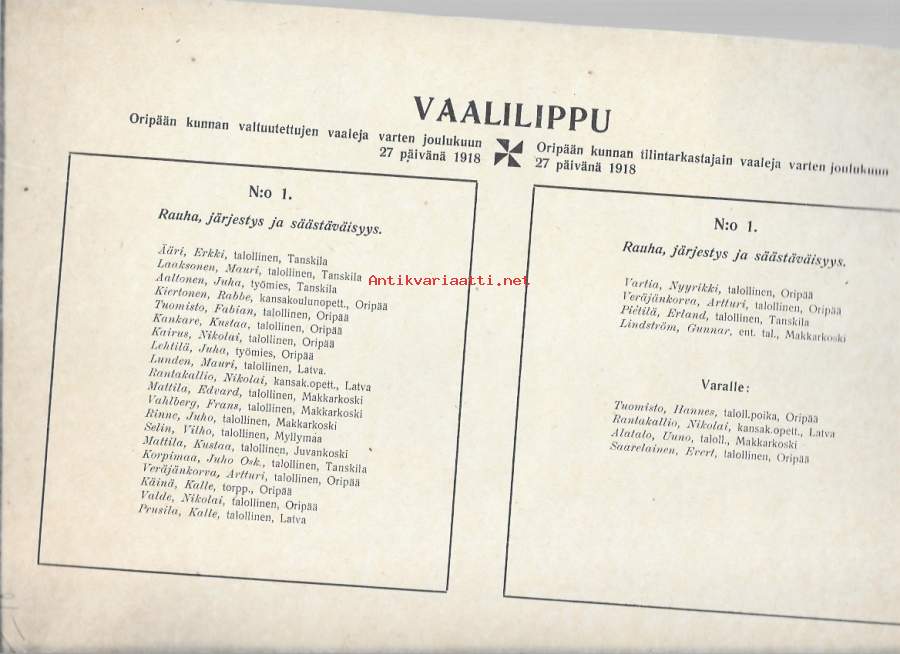 VAALILIPPU
Oripään kunnan valtuutettujen vaaleja varten joulukuun
27 päivänä 1918
N:o 1.
Rauha, järjestys ja säästäväisyys.
Ääri, Erkki, talollinen, Tanskila
Laaksonen, Mauri, talollinen, Tanskila
Aaltonen, Juha, työmies, Tanskila
Kiertonen, Rabbe, kansakoulunopett., Oripää
Tuomisto, Fabian, talollinen, Oripää
Kankare, Kustaa, talollinen, Oripää
Kairus, Nikolai, talollinen, Oripää
Lehtilä, Juha, työmies, Oripää
Lunden, Mauri, talollinen, Latva.
Rantakallio, Nikolai, kansak.opett., Latva
Mattila, Edvard, talollinen, Makkarkoski
Vahlberg, Frans, talollinen, Makkarkoski
Rinne, Juho, talollinen, Makkarkoski
Selin, Vilho, talollinen, Myllymaa
Mattila, Kustaa, talollinen, Juvankoski
Korpimaa, Juho Osk., talollinen, Tanskila
Veräjänkorva, Artturi, talollinen, Oripää
Käinä, Kalle, torpp., Oripää
Valde, Nikolai, talollinen, Oripää
Prusila, Kalle, talollinen, Latva
Oripään kunnan tilintarkastajain vaaleja varten joulukuun
27 päivänä 1918
N:o 1.
Rauha, järjestys ja säästäväisyys.
Vartia, Nyyrikki, talollinen, Oripää
Veräjänkorva, Artturi, talollinen, Oripää
Pietilä, Erland, talollinen, Tanskila
Lindström, Gunnar, ent. tal., Makkarkoski
Varalle:
Tuomisto, Hannes, taloll.poika, Oripää
Rantakallio, Nikolai, kansak.opett., Latva
Alatalo, Uuno, taloll., Makkarkoski
Saarelainen, Evert, talollinen, Oripää
Antikvariaatti.net